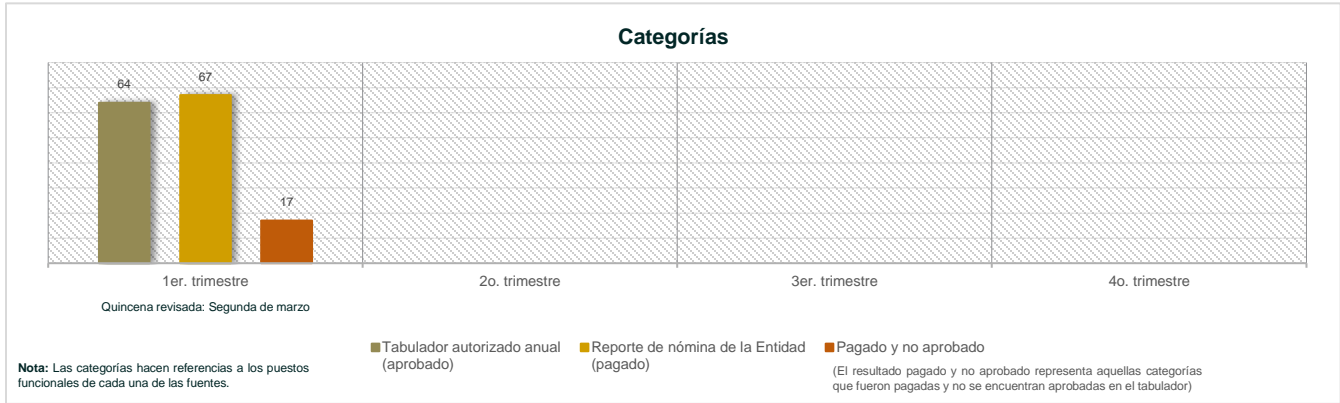 Categorías
64
67
17
1er. trimestre
2o. trimestre
3er. trimestre
4o. trimestre
Quincena revisada: Segunda de marzo
Tabulador autorizado anual
(aprobado)
Reporte de nómina de la Entidad
(pagado)
Pagado y no aprobado
(El resultado pagado y no aprobado representa aquellas categorías
que fueron pagadas y no se encuentran aprobadas en el tabulador)
Nota: Las categorías hacen referencias a los puestos
funcionales de cada una de las fuentes.